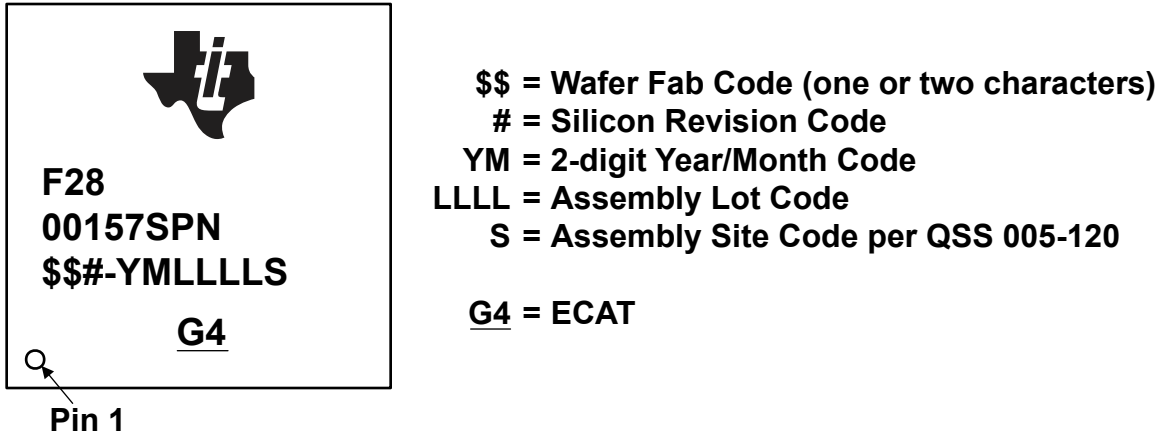 F28
00157SPN
$$#-YMLLLLS
G4
Pin 1
$$ = Wafer Fab Code (one or two characters)
# = Silicon Revision Code
YM = 2-digit Year/Month Code
LLLL = Assembly Lot Code
S = Assembly Site Code per QSS 005-120
G4 = ECAT